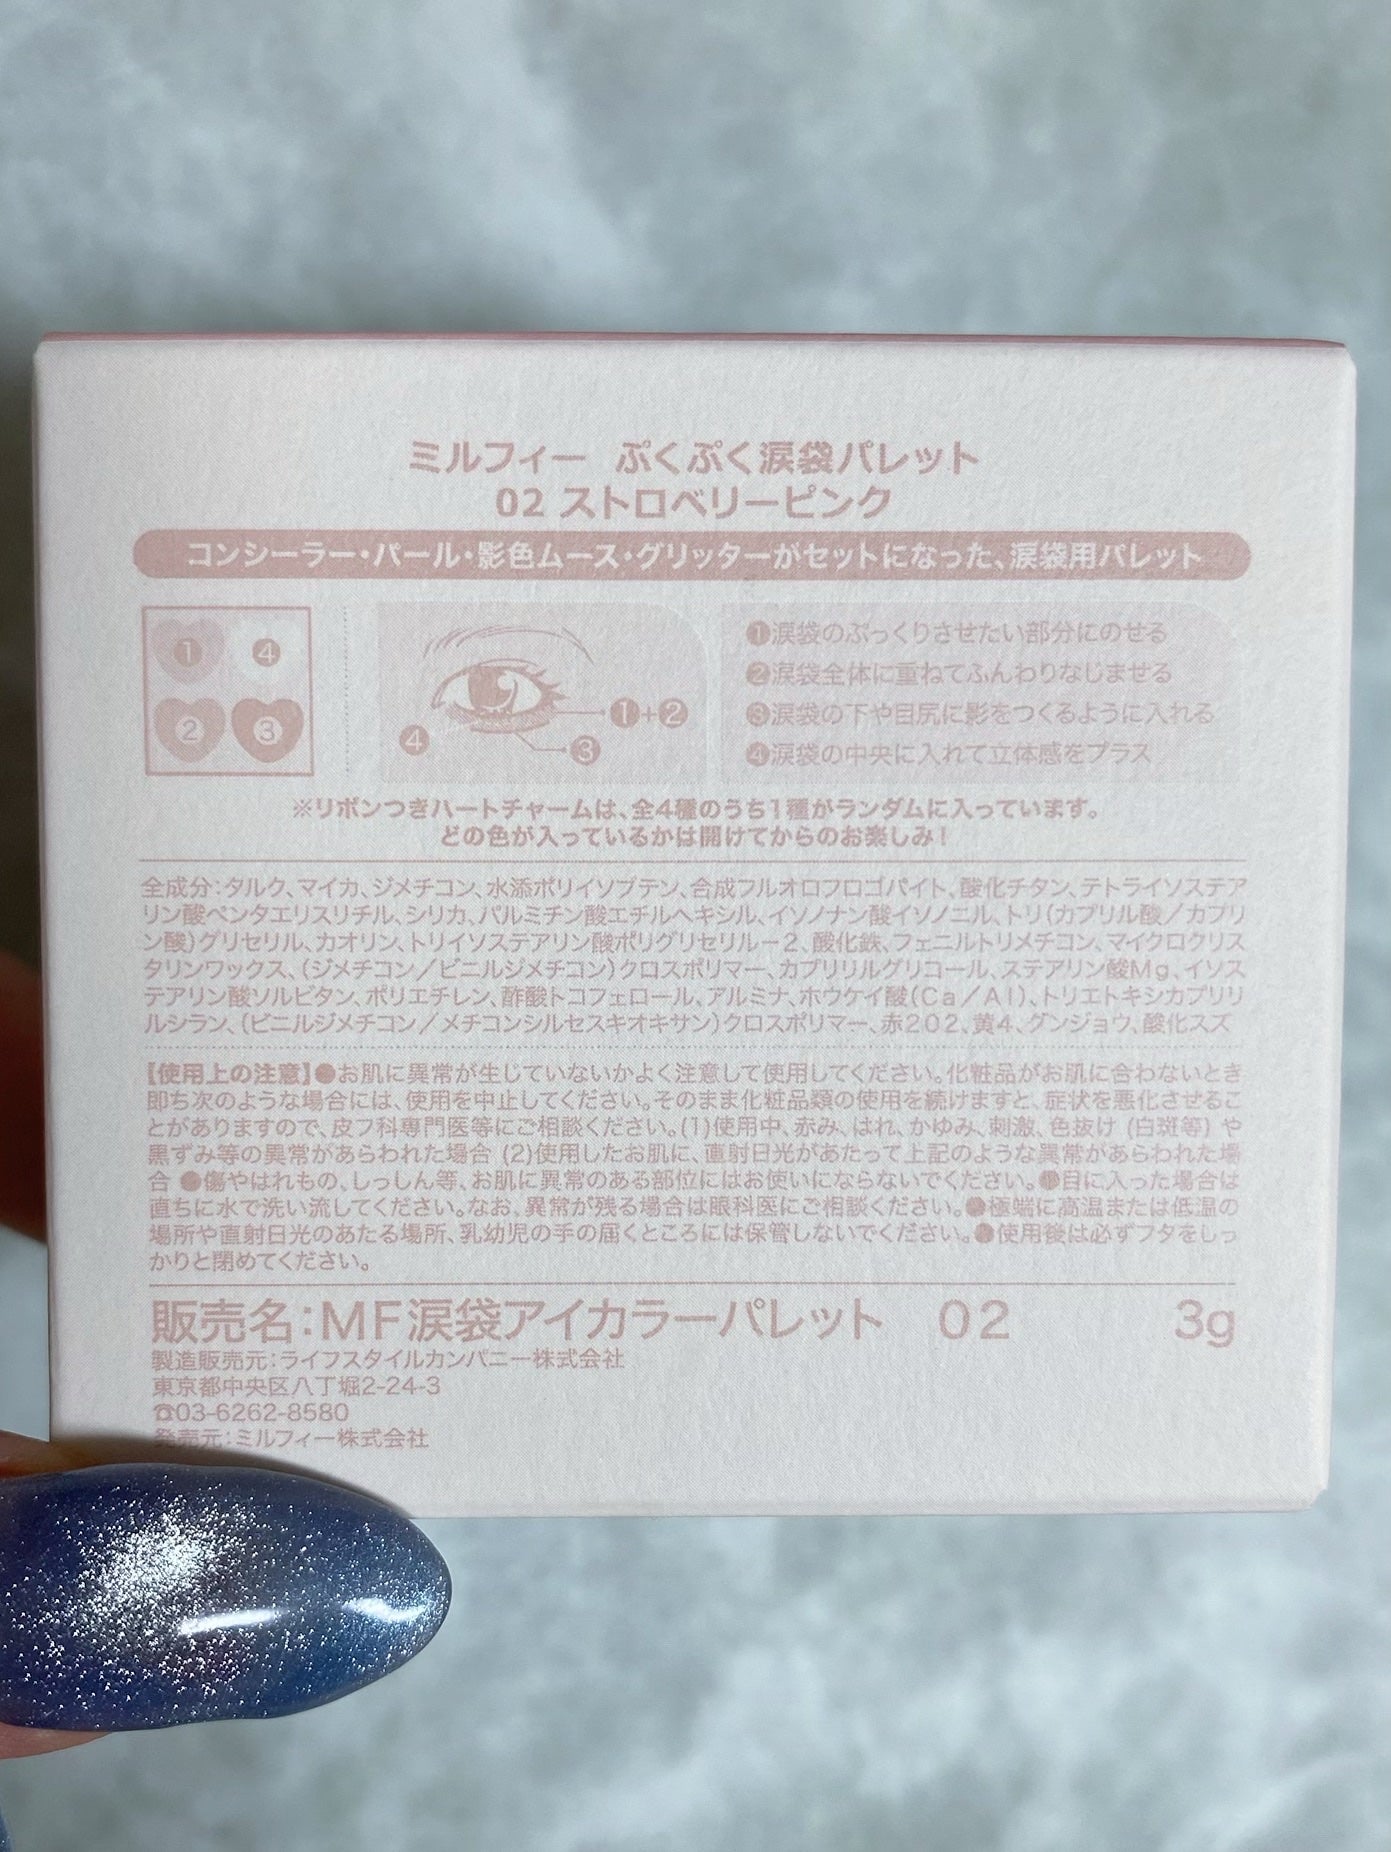 ミルフィー ぷくぷく涙袋パレット
02 ストロベリーピンク
コンシーラー・パール・影色ムース・グリッターがセットになった、涙袋用パレット
1 4
2 3
4 1+2
3
❶涙袋のぷっくりさせたい部分にのせる
❷涙袋全体に重ねてふんわりなじませる
❸涙袋の下や目尻に影をつくるように入れる
❹涙袋の中央に入れて立体感をプラス
※リボンつきハートチャームは、全4種のうち1種がランダムに入っています。
どの色が入っているかは開けてからのお楽しみ!
全成分:タルク、マイカ、ジメチコン、水添ポリイソブテン、合成フルオロフロゴパイト、酸化チタン、テトライソステア
リン酸ペンタエリスリチル、シリカ、パルミチン酸エチルヘキシル、イソノナン酸イソノニル、トリ(カプリル酸/カプリ
ン酸)グリセリル、カオリン、トリイソステアリン酸ポリグリセリル-2、酸化鉄、フェニルトリメチコン、マイクロクリス
タリンワックス、(ジメチコン/ビニルジメチコン)クロスポリマー、カプリリルグリコール、ステアリン酸Mg、イソス
テアリン酸ソルビタン、ポリエチレン、酢酸トコフェロール、アルミナ、ホウケイ酸(Ca/Al)、トリエトキシカプリリ
ルシラン、(ビニルジメチコン/メチコンシルセスキオキサン)クロスポリマー、赤202、黄4、グンジョウ、酸化スズ
【使用上の注意】●お肌に異常が生じていないかよく注意して使用してください。化粧品がお肌に合わないとき
即ち次のような場合には、使用を中止してください。そのまま化粧品類の使用を続けますと、症状を悪化させるこ
とがありますので、皮フ科専門医等にご相談ください。(1)使用中、赤み、はれ、かゆみ、刺激、色抜け (白斑等) や
黒ずみ等の異常があらわれた場合 (2)使用したお肌に、直射日光があたって上記のような異常があらわれた場
合 ●傷やはれもの、しっしん等、お肌に異常のある部位にはお使いにならないでください。●目に入った場合は
直ちに水で洗い流してください。なお、異常が残る場合は眼科医にご相談ください。●極端に高温または低温の
場所や直射日光のあたる場所、乳幼児の手の届くところには保管しないでください。●使用後は必ずフタをしっ
かりと閉めてください。
販売名:MF涙袋アイカラーパレット 02 3g
製造販売元:ライフスタイルカンパニー株式会社
東京都中央区八丁堀2-24-3
☎03-6262-8580
発売元:ミルフィー株式会社